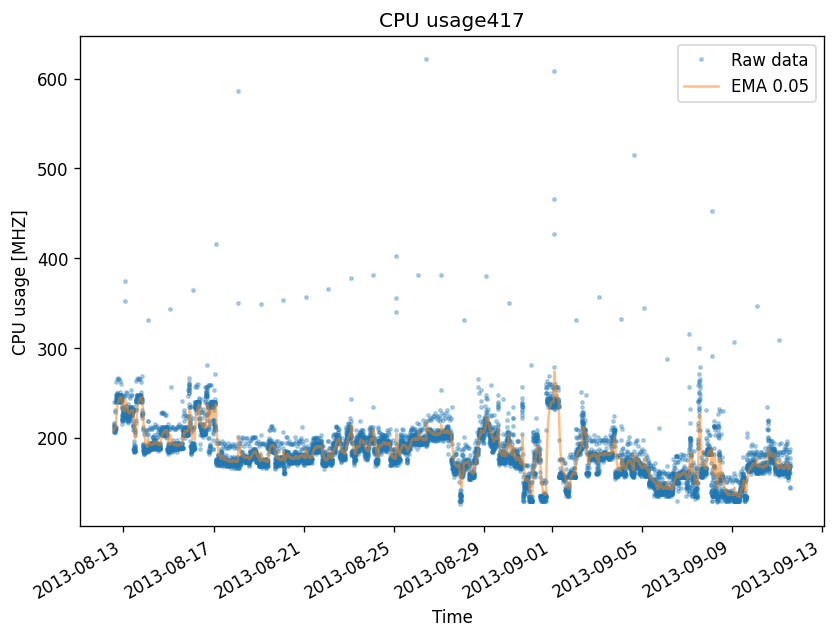 CPU usage417
Raw data
EMA 0.05
600
500
400
300
200
CPU usage [MHZ]
2013-08-13
2013-08-17
2013-08-21
2013-08-25
2013-08-29
2013-09-01
2013-09-05
2013-09-09
2013-09-13
Time